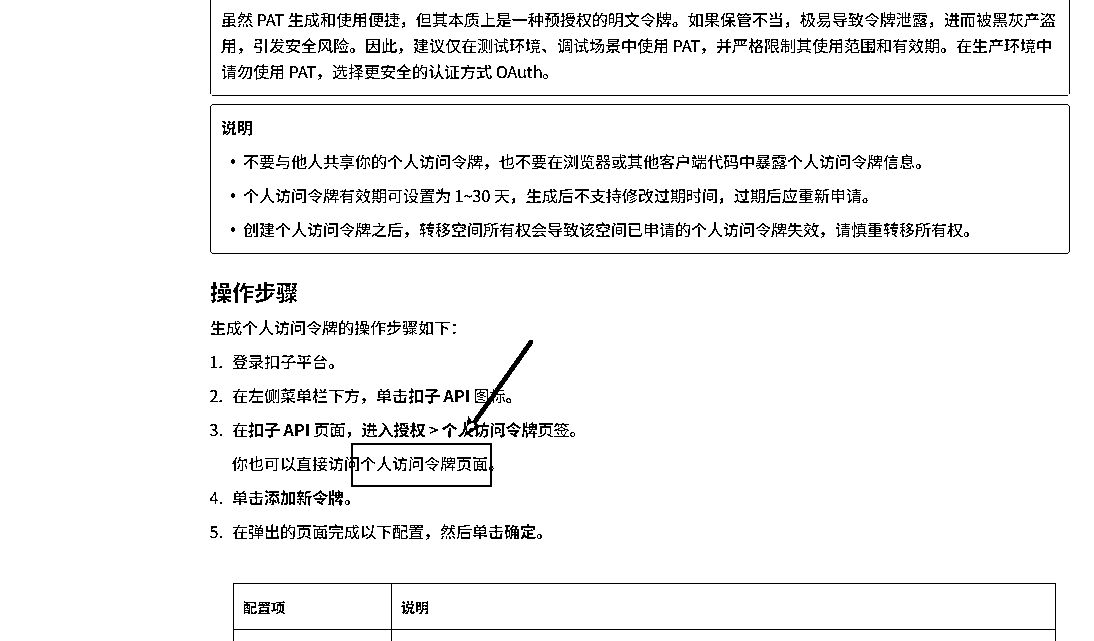 虽然 PAT 生成和使用便捷，但其本质上是一种预授权的明文令牌。如果保管不当，极易导致令牌泄露，进而被黑灰产盗
用，引发安全风险。因此，建议仅在测试环境、调试场景中使用 PAT，并严格限制其使用范围和有效期。在生产环境中
请勿使用 PAT，选择更安全的认证方式 OAuth。
说明
• 不要与他人共享你的个人访问令牌，也不要在浏览器或其他客户端代码中暴露个人访问令牌信息。
• 个人访问令牌有效期可设置为 1~30 天，生成后不支持修改过期时间，过期后应重新申请。
• 创建个人访问令牌之后，转移空间所有权会导致该空间已申请的个人访问令牌失效，请慎重转移所有权。
操作步骤
生成个人访问令牌的操作步骤如下：
1. 登录扣子平台。
2. 在左侧菜单栏下方，单击扣子 API 图标。
3. 在扣子 API 页面，进入授权 > 个人访问令牌页签。
你也可以直接访问个人访问令牌页面。
4. 单击添加新令牌。
5. 在弹出的页面完成以下配置，然后单击确定。
配置项 说明